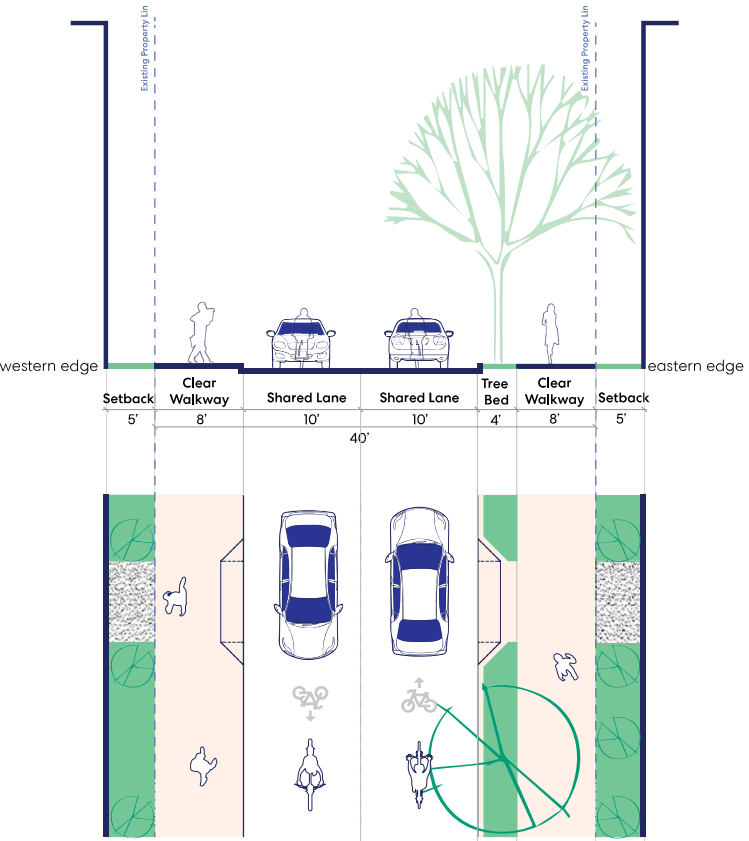 Existing Property Lin
Existing Property Lin
western edge
eastern edge
Setback
Clear
Walkway
Shared Lane
Shared Lane
Tree
Bed
Clear
Walkway
Setback
5’
8’
10’
10’
4’
8’
5’
40’